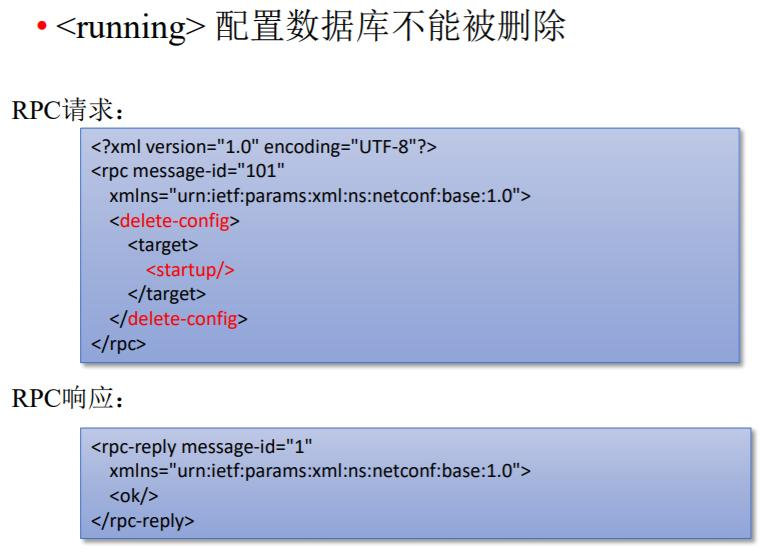 • <running> 配置数据库不能被删除
RPC请求：
<?xml version="1.0" encoding="UTF-8"?>
<rpc message-id="101"
xmlns="urn:ietf:params:xml:ns:netconf:base:1.0">
<delete-config>
<target>
<startup/>
</target>
</delete-config>
</rpc>
RPC响应：
<rpc-reply message-id="1"
xmlns="urn:ietf:params:xml:ns:netconf:base:1.0">
<ok/>
</rpc-reply>